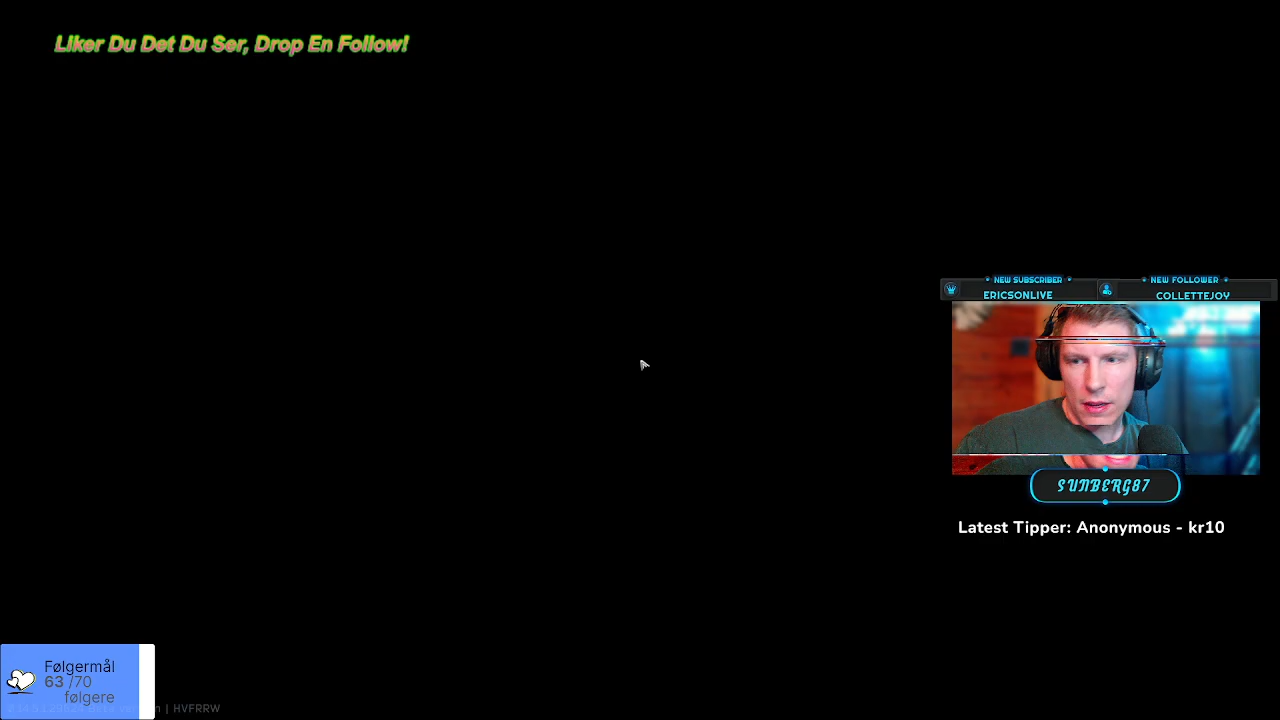 Liker Du Det Du Ser, Drop En Follow!
NEW SUBSCRIBER
ERICSONLIVE
NEW FOLLOWER
COLLETTEJOY
SUNBERG87
Latest Tipper: Anonymous - kr10
Følgermål
63 /70
følgere
| HVFRRW